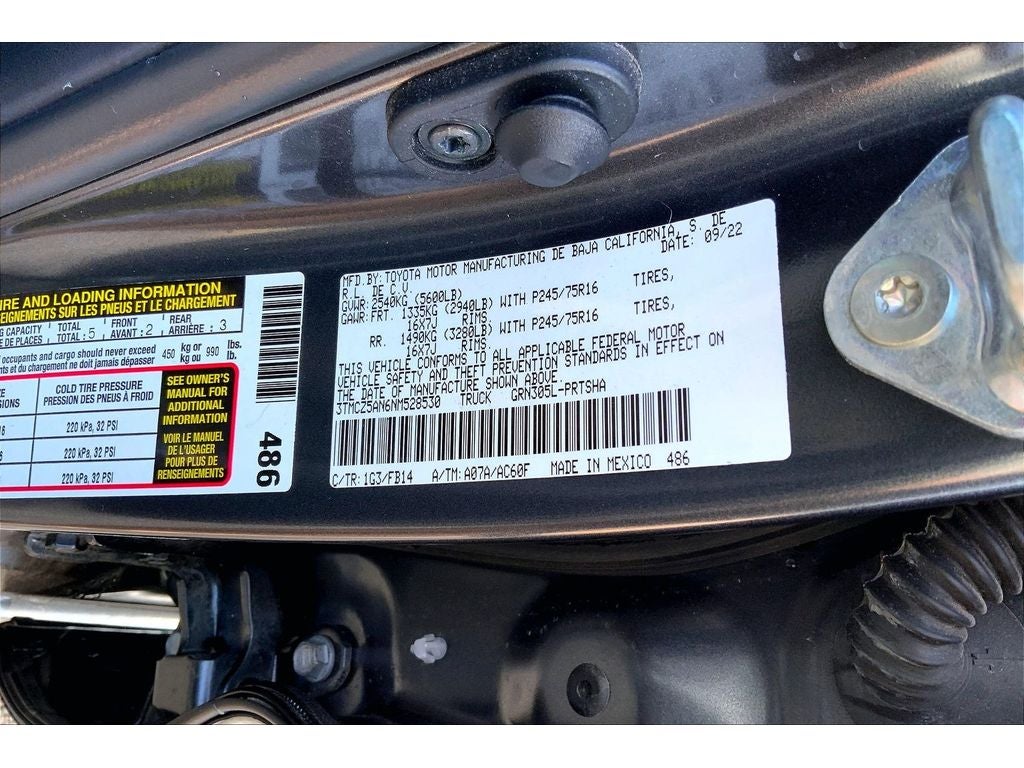 MFD.BY:TOYOTA MOTOR MANUFACTURING DE BAJA CALIFORNIA, S. DE
R.L. DE C.V. DATE: 09/22
GVWR:2540KG (5600LB)
GAWR:FRT. 1335KG (2940LB) WITH P245/75R16 TIRES,
16X7J RIMS
RR. 1490KG (3280LB) WITH P245/75R16 TIRES,
16X7J RIMS.
THIS VEHICLE CONFORMS TO ALL APPLICABLE FEDERAL MOTOR
VEHICLE SAFETY AND THEFT PREVENTION STANDARDS IN EFFECT ON
THE DATE OF MANUFACTURE SHOWN ABOVE.
3TMCZ5AN6NM528530 TRUCK GRN305L-PRTSHA
C/TR:1G3/FB14 A/TM:A07A/AC60F MADE IN MEXICO 486
AND LOADING INFORMATION
SUR LES PNEUS ET LE CHARGEMENT
CAPACITY TOTAL : 5 FRONT : 2 REAR 3
DE PLACES TOTAL AVANT ARRIÈRE :
occupants and cargo should never exceed 450 kg or 990 lbs.
et du chargement ne doit jamais dépasser kg ou lb.
COLD TIRE PRESSURE
PRESSION DES PNEUS À FROID
220 kPa, 32 PSI
220 kPa, 32 PSI
220 kPa, 32 PSI
SEE OWNER'S
MANUAL FOR
ADDITIONAL
INFORMATION
VOIR LE MANUEL
DE L'USAGER
POUR PLUS DE
RENSEIGNEMENTS
486